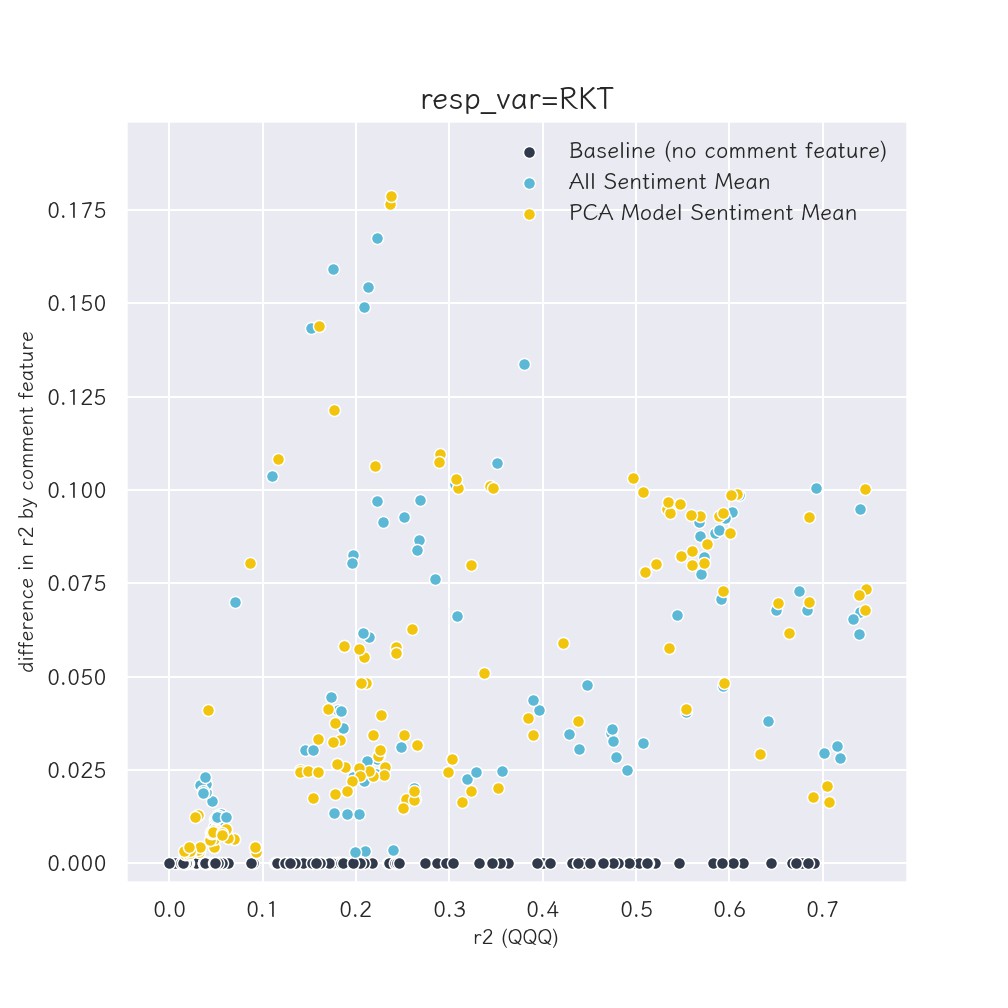 resp_var=RKT
Baseline (no comment feature)
All Sentiment Mean
PCA Model Sentiment Mean
difference in r2 by comment feature
0.175
0.150
0.125
0.100
0.075
0.050
0.025
0.000
0.0 0.1 0.2 0.3 0.4 0.5 0.6 0.7
r2 (QQQ)